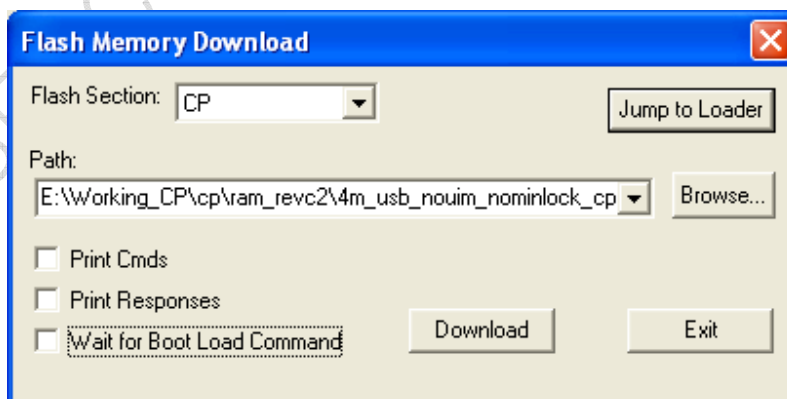 Flash Memory Download
Flash Section: CP
Jump to Loader
Path:
E:\Working_CP\cp\ram_revc2\4m_usb_nouim_nominlock_cp
Browse...
Print Cmds
Print Responses
Wait for Boot Load Command
Download
Exit